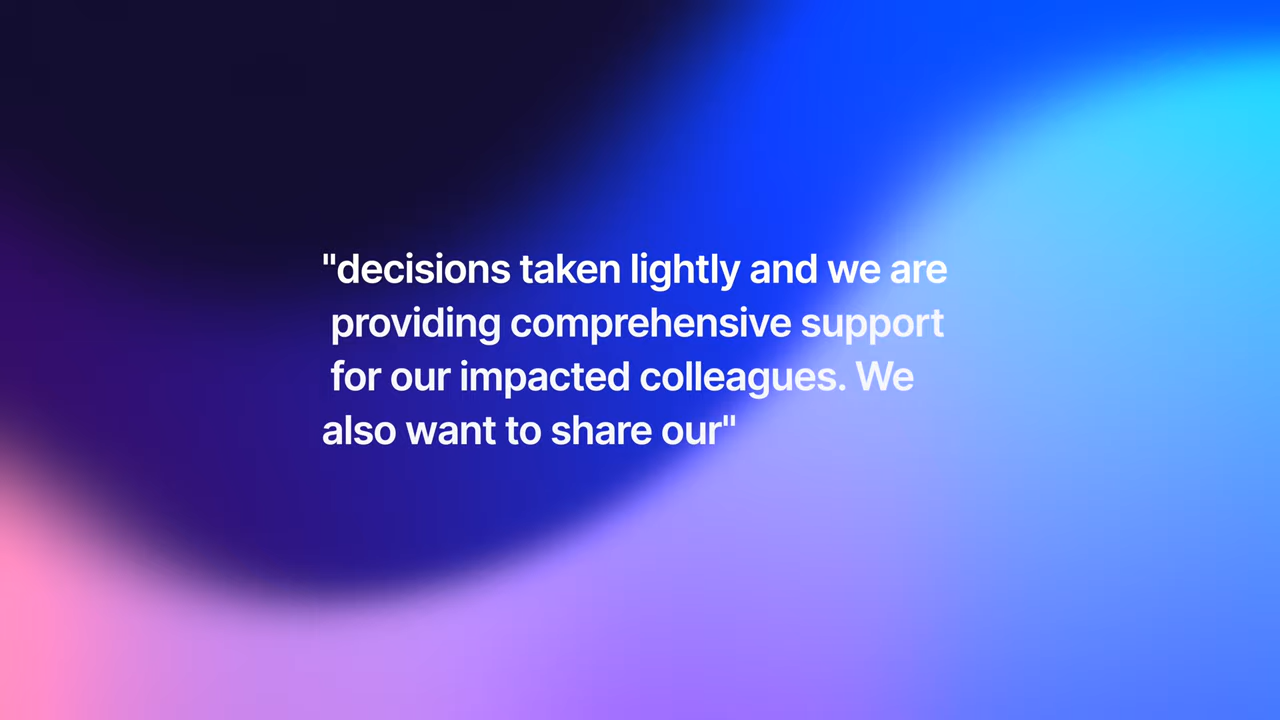 "decisions taken lightly and we are
providing comprehensive support
for our impacted colleagues. We
also want to share our"